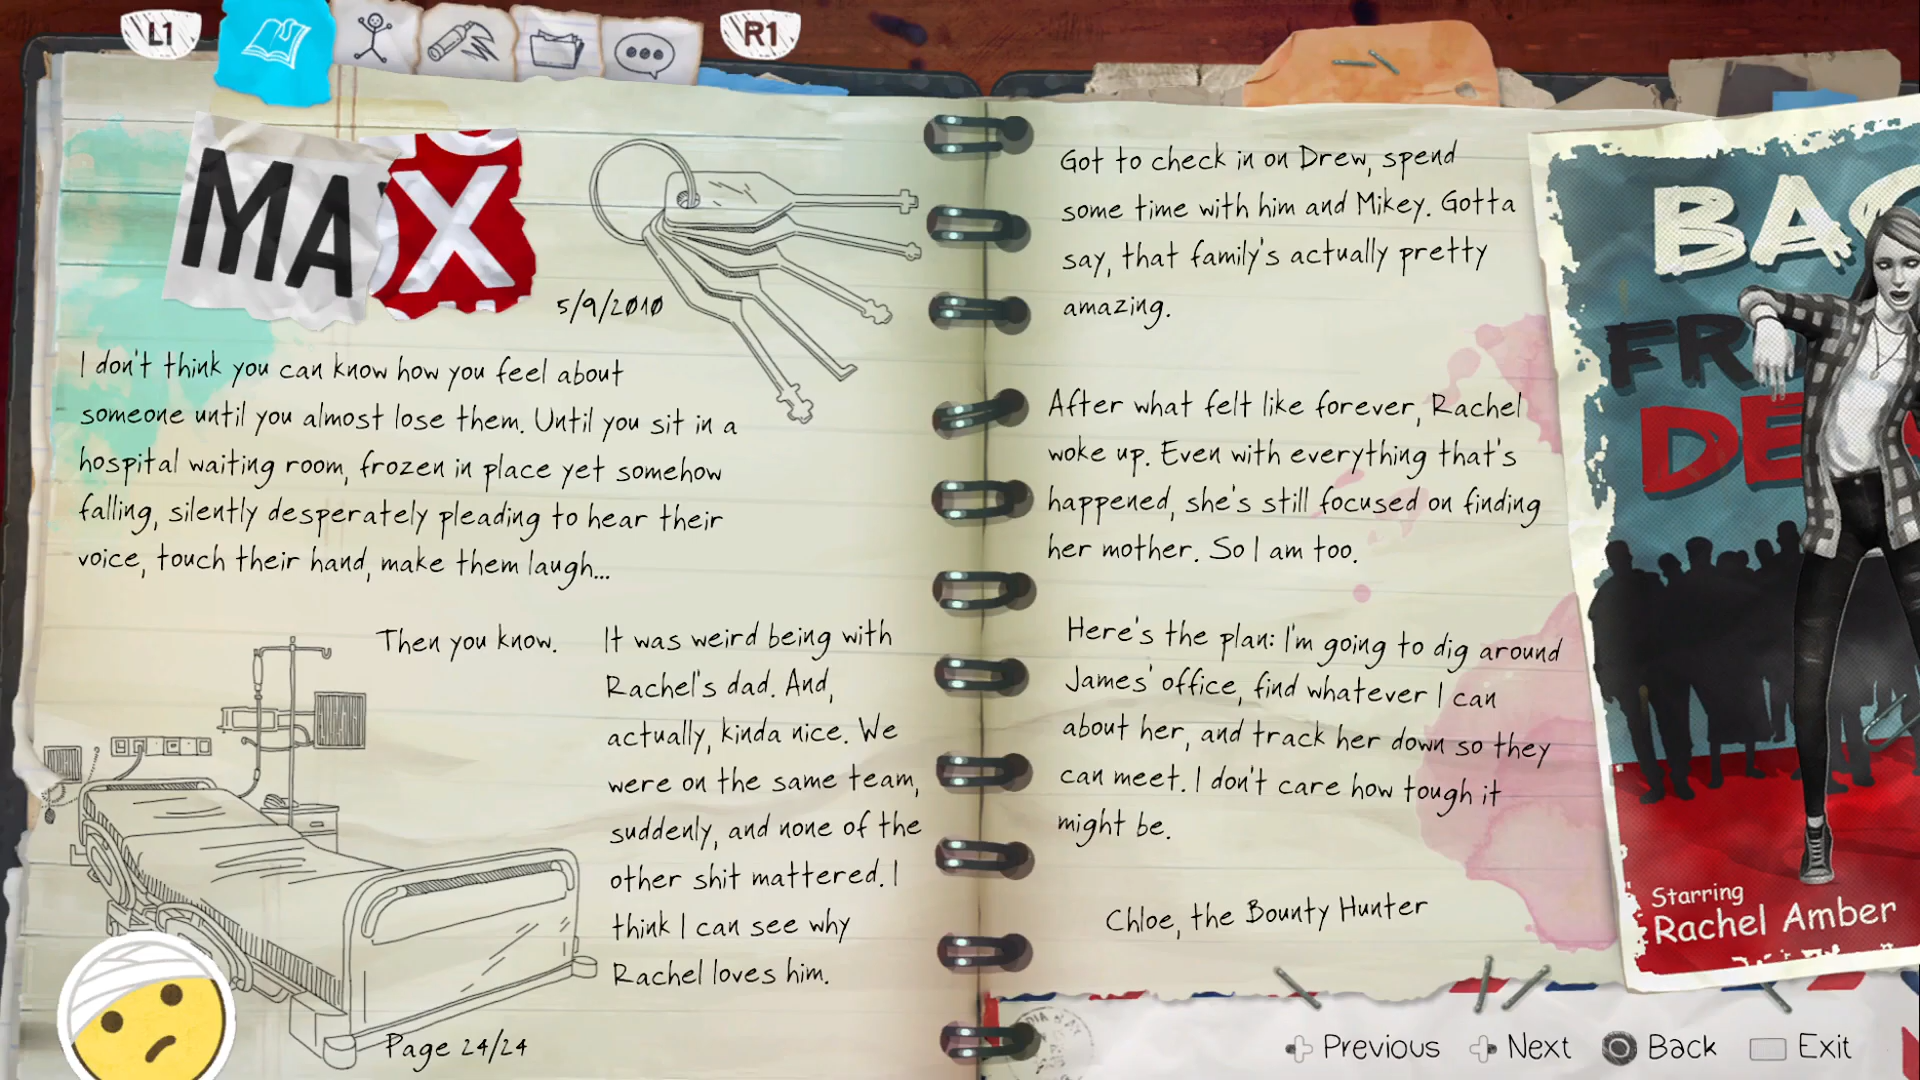 L1
R1
MAX
5/9/2010
I don't think you can know how you feel about
someone until you almost lose them. Until you sit in a
hospital waiting room, frozen in place yet somehow
falling, silently desperately pleading to hear their
voice, touch their hand, make them laugh...
Then you know.
It was weird being with
Rachel's dad. And,
actually, kinda nice. We
were on the same team,
suddenly, and none of the
other shit mattered. I
think I can see why
Rachel loves him.
Page 24/24
Got to check in on Drew, spend
some time with him and Mikey. Gotta
say, that family's actually pretty
amazing.
After what felt like forever, Rachel
woke up. Even with everything that's
happened, she's still focused on finding
her mother. So I am too.
Here's the plan: I'm going to dig around
James' office, find whatever I can
about her, and track her down so they
can meet. I don't care how tough it
might be.
Chloe, the Bounty Hunter
Starring
Rachel Amber
Previous
Next
Back
Exit